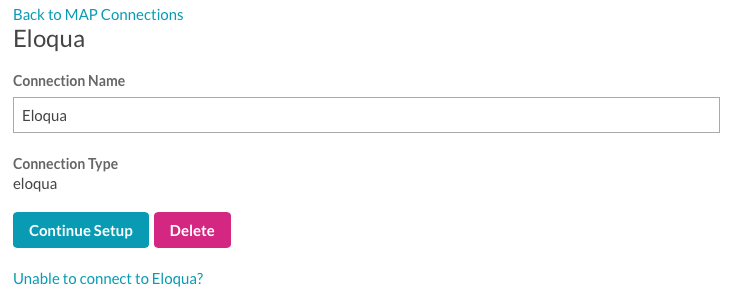 Back to MAP Connections
Eloqua
Connection Name
Eloqua
Connection Type
eloqua
Continue Setup Delete
Unable to connect to Eloqua?